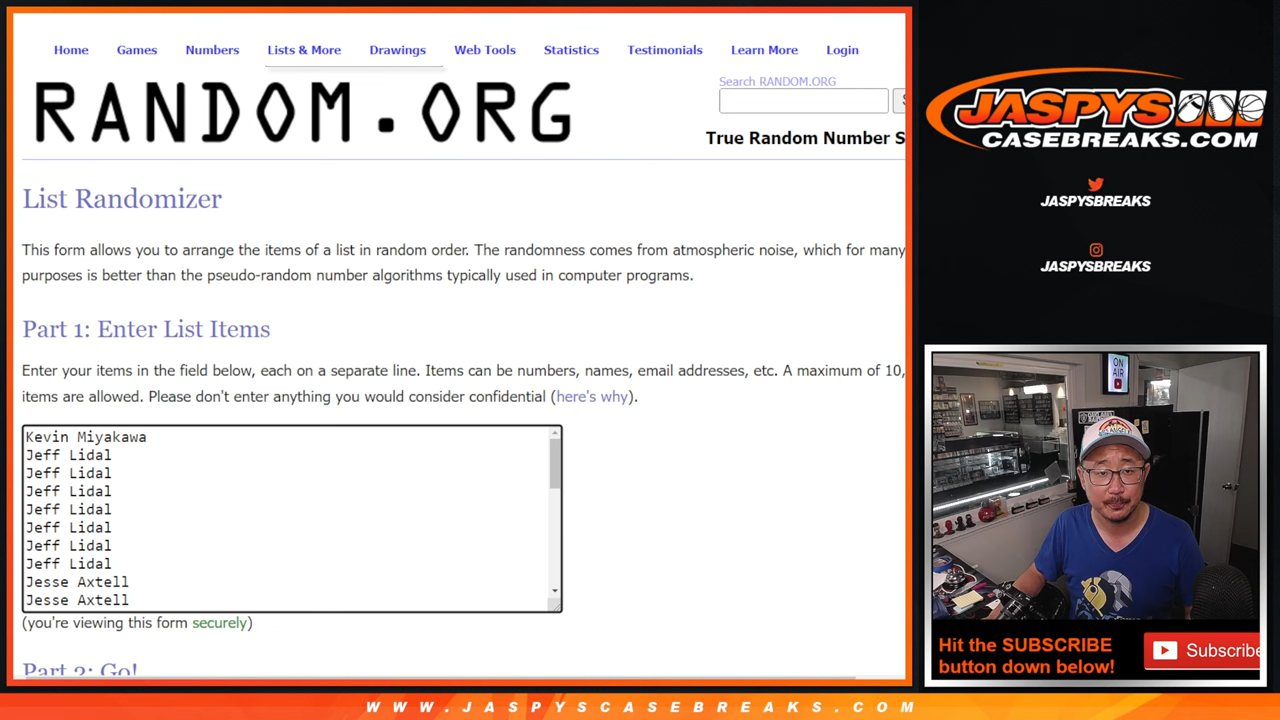 Home Games Numbers Lists & More Drawings Web Tools Statistics Testimonials Learn More Login
RANDOM.ORG
Search RANDOM.ORG
True Random Number S
List Randomizer
This form allows you to arrange the items of a list in random order. The randomness comes from atmospheric noise, which for many
purposes is better than the pseudo-random number algorithms typically used in computer programs.
Part 1: Enter List Items
Enter your items in the field below, each on a separate line. Items can be numbers, names, email addresses, etc. A maximum of 10,
items are allowed. Please don't enter anything you would consider confidential (here's why).
Kevin Miyakawa
Jeff Lidal
Jeff Lidal
Jeff Lidal
Jeff Lidal
Jeff Lidal
Jeff Lidal
Jeff Lidal
Jesse Axtell
Jesse Axtell
(you're viewing this form securely)
Part 2: Go!
JASPYS
CASEBREAKS.COM
JASPYSBREAKS
JASPYSBREAKS
ON
AIR
Hit the SUBSCRIBE
button down below!
Subscribe
WWW.JASPYSCASEBREAKS.COM